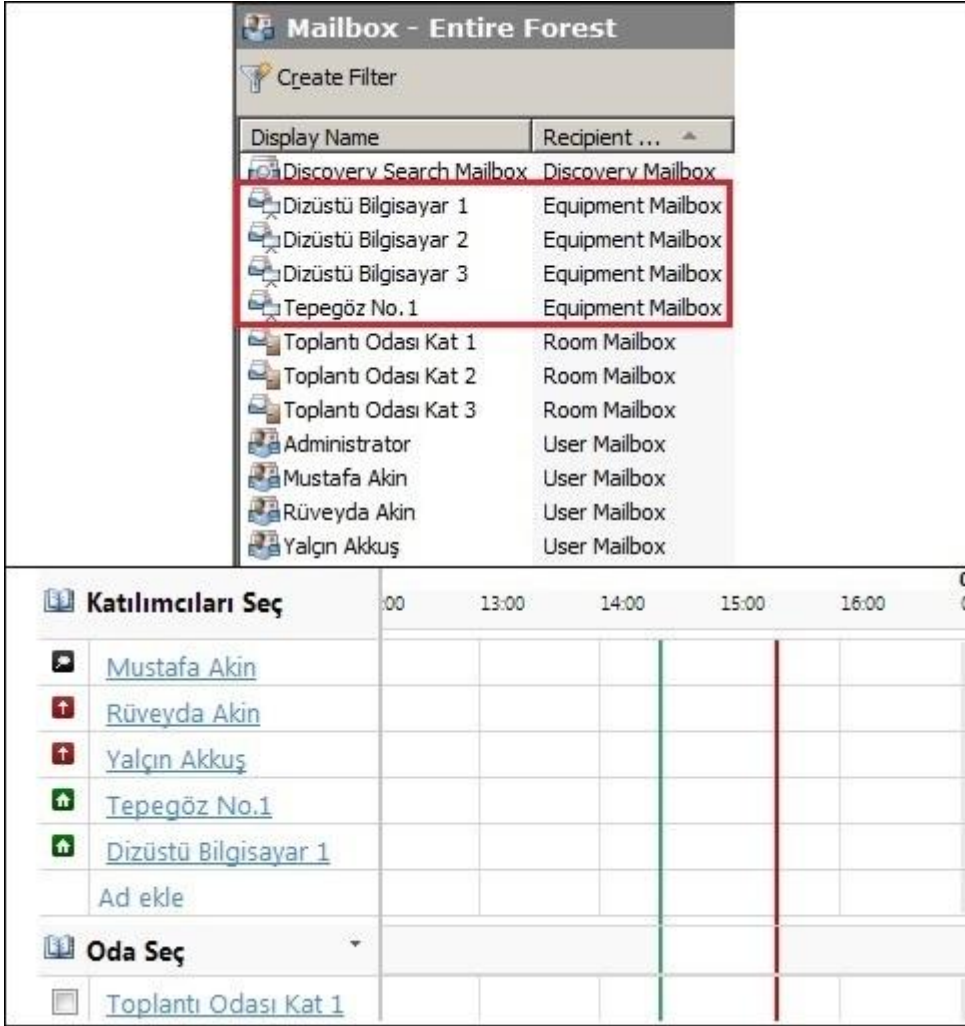 Mailbox - Entire Forest
Create Filter
Display Name Recipient ...
Discovery Search Mailbox Discovery Mailbox
Dizüstü Bilgisayar 1 Equipment Mailbox
Dizüstü Bilgisayar 2 Equipment Mailbox
Dizüstü Bilgisayar 3 Equipment Mailbox
Tepegöz No.1 Equipment Mailbox
Toplantı Odası Kat 1 Room Mailbox
Toplantı Odası Kat 2 Room Mailbox
Toplantı Odası Kat 3 Room Mailbox
Administrator User Mailbox
Mustafa Akin User Mailbox
Rüveyda Akin User Mailbox
Yalçın Akkuş User Mailbox
Katılımcıları Seç :00 13:00 14:00 15:00 16:00
Mustafa Akin
Rüveyda Akin
Yalçın Akkuş
Tepegöz No.1
Dizüstü Bilgisayar 1
Ad ekle
Oda Seç
Toplantı Odası Kat 1